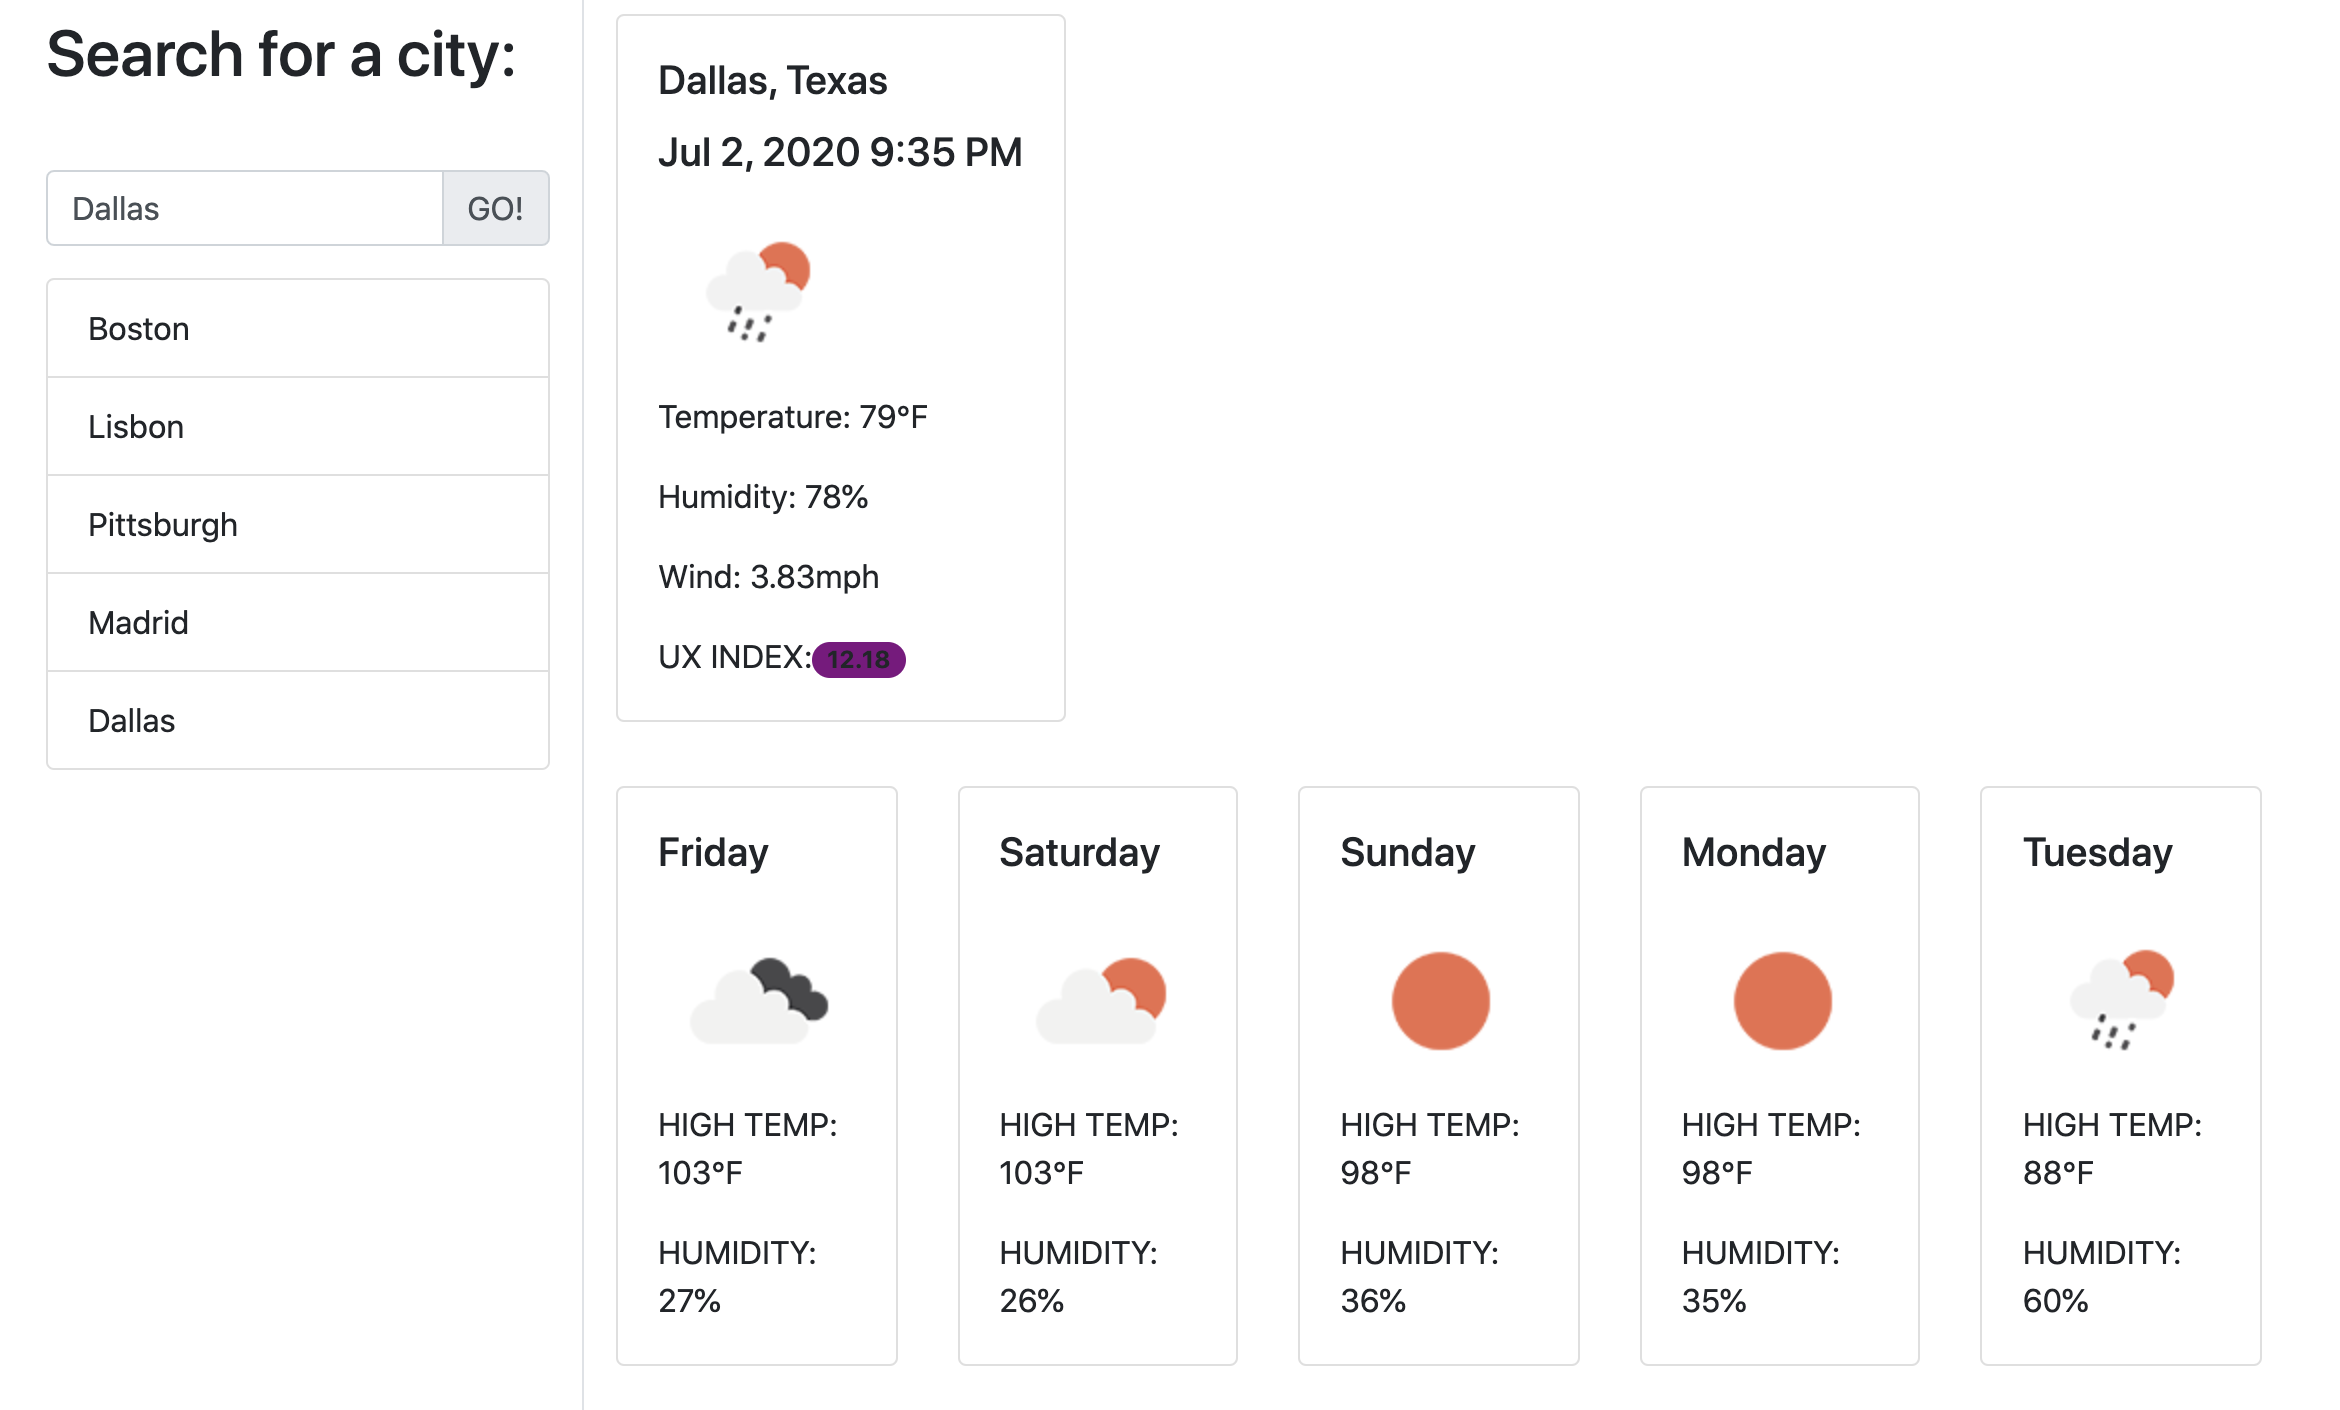 Search for a city:
Dallas
GO!
Boston
Lisbon
Pittsburgh
Madrid
Dallas
Dallas, Texas
Jul 2, 2020 9:35 PM
Temperature: 79°F
Humidity: 78%
Wind: 3.83mph
UX INDEX: 12.18
Friday
HIGH TEMP:
103°F
HUMIDITY:
27%
Saturday
HIGH TEMP:
103°F
HUMIDITY:
26%
Sunday
HIGH TEMP:
98°F
HUMIDITY:
36%
Monday
HIGH TEMP:
98°F
HUMIDITY:
35%
Tuesday
HIGH TEMP:
88°F
HUMIDITY:
60%